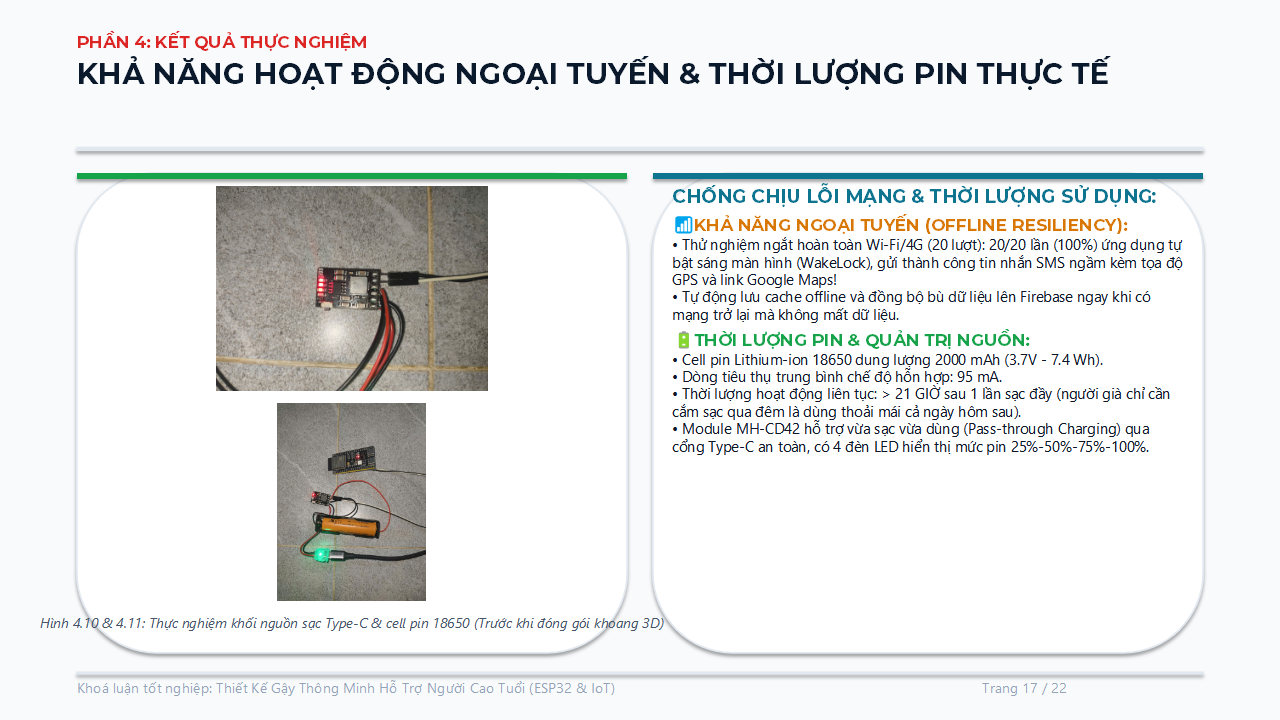 PHẦN 4: KẾT QUẢ THỰC NGHIỆM
KHẢ NĂNG HOẠT ĐỘNG NGOẠI TUYẾN & THỜI LƯỢNG PIN THỰC TẾ
Hình 4.10 & 4.11: Thực nghiệm khối nguồn sạc Type-C & cell pin 18650 (Trước khi đóng gói khoang 3D)
CHỐNG CHỊU LỖI MẠNG & THỜI LƯỢNG SỬ DỤNG:
📶KHẢ NĂNG NGOẠI TUYẾN (OFFLINE RESILIENCY):
• Thử nghiệm ngắt hoàn toàn Wi-Fi/4G (20 lượt): 20/20 lần (100%) ứng dụng tự
bật sáng màn hình (WakeLock), gửi thành công tin nhắn SMS ngầm kèm tọa độ
GPS và link Google Maps!
• Tự động lưu cache offline và đồng bộ bù dữ liệu lên Firebase ngay khi có
mạng trở lại mà không mất dữ liệu.
🔋THỜI LƯỢNG PIN & QUẢN TRỊ NGUỒN:
• Cell pin Lithium-ion 18650 dung lượng 2000 mAh (3.7V - 7.4 Wh).
• Dòng tiêu thụ trung bình chế độ hỗn hợp: 95 mA.
• Thời lượng hoạt động liên tục: > 21 GIỜ sau 1 lần sạc đầy (người già chỉ cần
cắm sạc qua đêm là dùng thoải mái cả ngày hôm sau).
• Module MH-CD42 hỗ trợ vừa sạc vừa dùng (Pass-through Charging) qua
cổng Type-C an toàn, có 4 đèn LED hiển thị mức pin 25%-50%-75%-100%.
Khoá luận tốt nghiệp: Thiết Kế Gậy Thông Minh Hỗ Trợ Người Cao Tuổi (ESP32 & IoT)
Trang 17 / 22